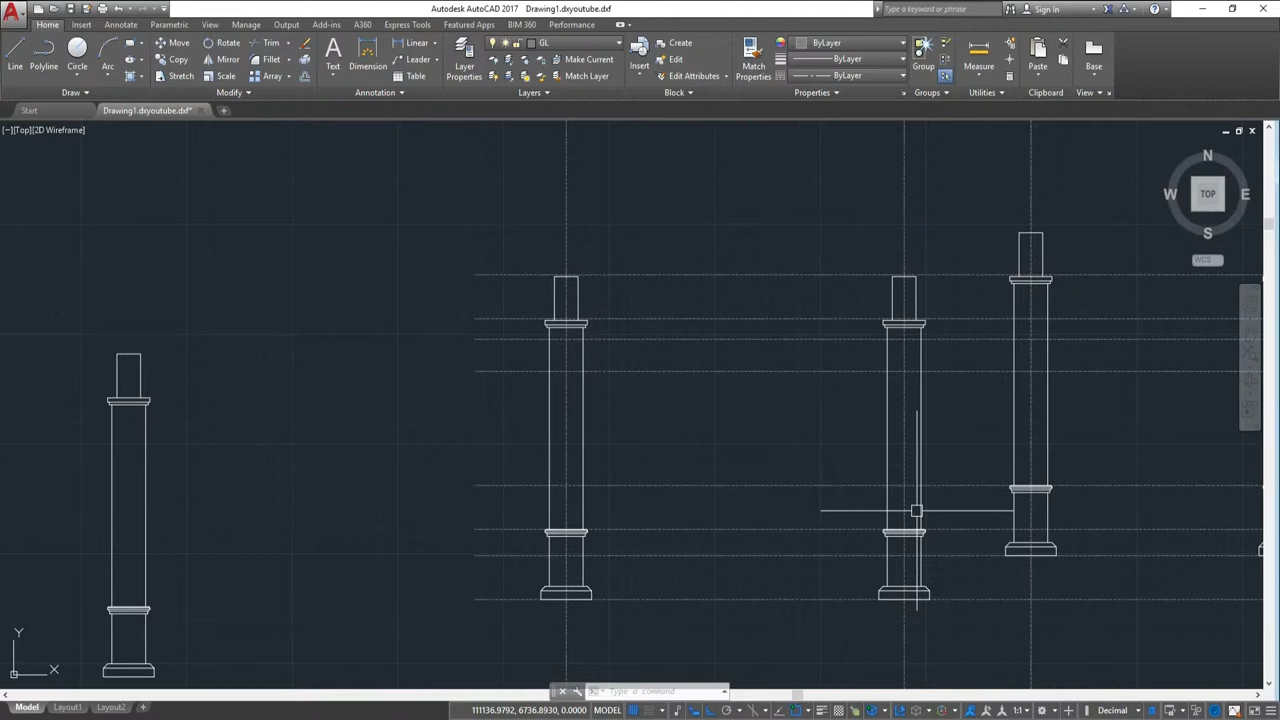 Autodesk AutoCAD 2017 Drawing1.dxyoutube.dxf
Type a keyword or phrase
Sign In
Home Insert Annotate Parametric View Manage Output Add-ins A360 Express Tools Featured Apps BIM 360 Performance
Line Polyline Circle Arc
Move Rotate Trim
Copy Mirror Fillet
Stretch Scale Array
Text Dimension
Linear
Leader
Table
Layer Properties
GL
Make Current
Match Layer
Insert
Create
Edit
Edit Attributes
Match Properties
ByLayer
ByLayer
ByLayer
Group
Measure
Paste
Base
Draw Modify Annotation Layers Block Properties Groups Utilities Clipboard View
Start Drawing1.dxyoutube.dxf*
[−][Top][2D Wireframe]
N
W TOP E
S
WCS
Y
X
Type a command
Model Layout1 Layout2
111136.9792, 6736.8930, 0.0000 MODEL 1:1 Decimal